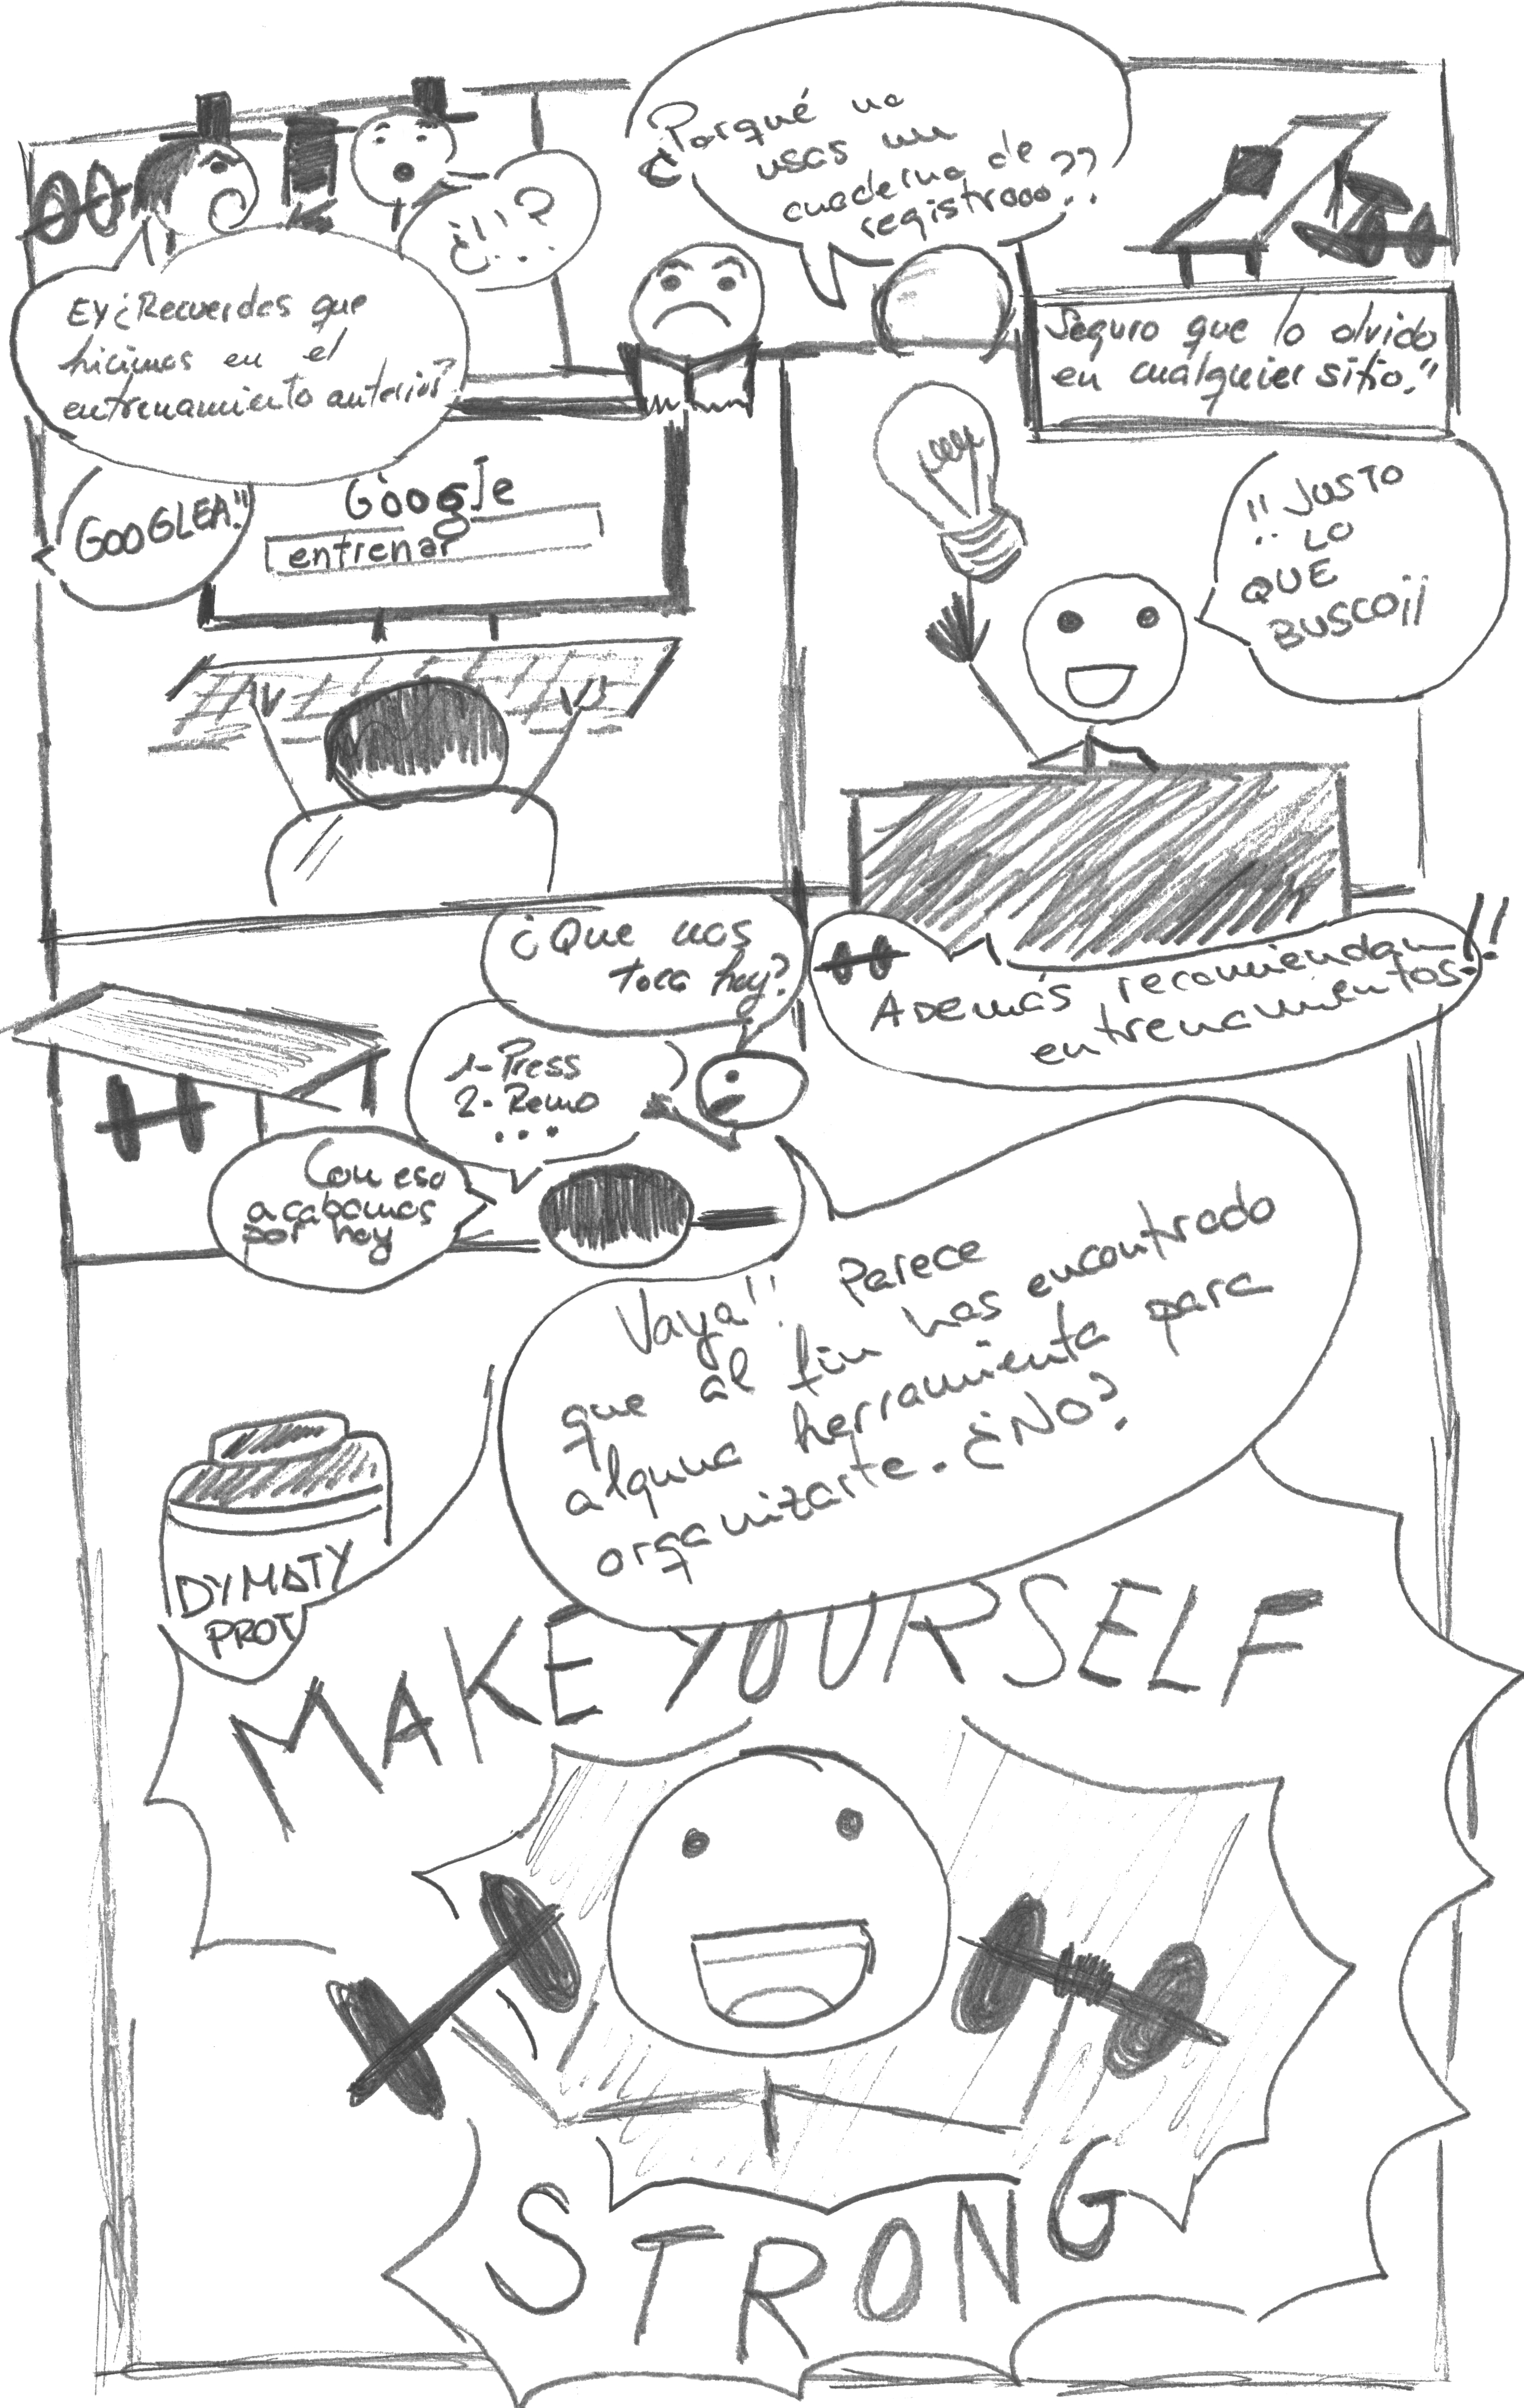 EY¿Recuerdas que
hicimos en el
entrenamiento anterior?
¿!!?
...
¿Porqué no
usas un
cuaderno de
registrooo??
Seguro que lo olvido
en cualquier sitio!!
GOOGLEA!!
Google
entrenar
!!JUSTO
LO
QUE
BUSCO¡¡
Además recomiendan
entrenamientos!!
¿Que nos
toca hoy?
1-Press
2-Remo
...
Con eso
acabamos
por hoy
Vaya!! Parece
que al fin has encontrado
alguna herramienta para
organizarte. ¿No?
DYMATY
PROT
MAKE YOURSELF
STRONG